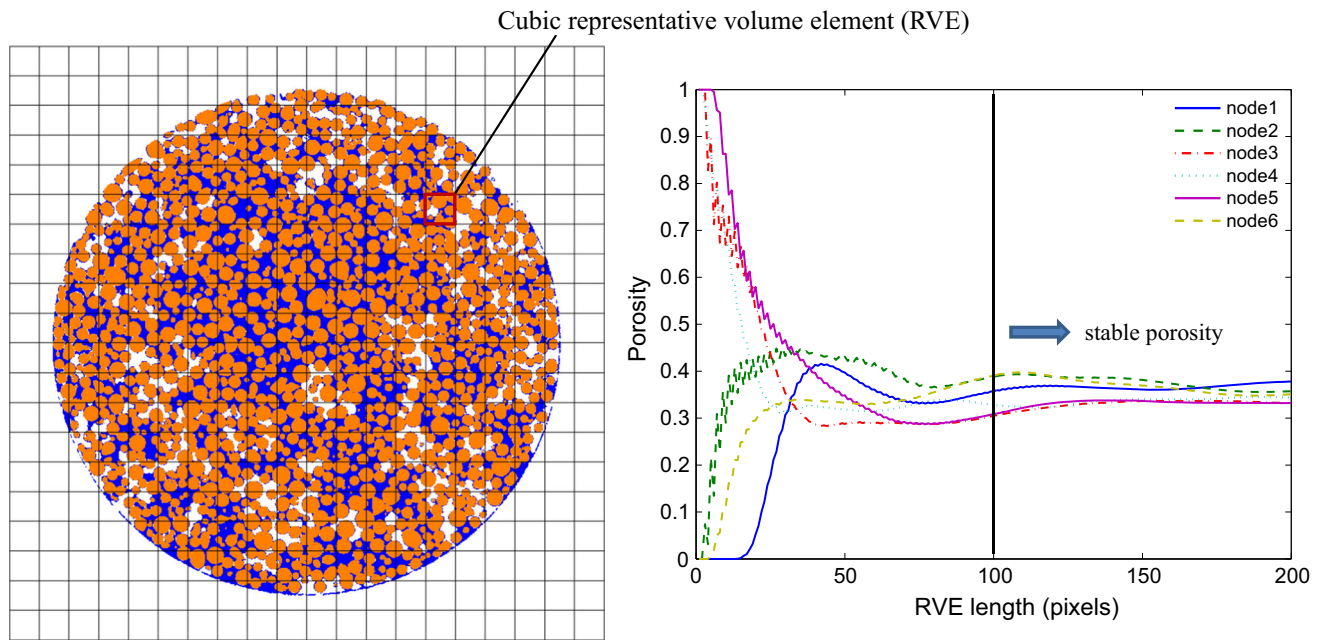 Cubic representative volume element (RVE)
1
0.9
0.8
0.7
0.6
0.5
0.4
0.3
0.2
0.1
0
Porosity
node1
node2
node3
node4
node5
node6
stable porosity
0 50 100 150 200
RVE length (pixels)